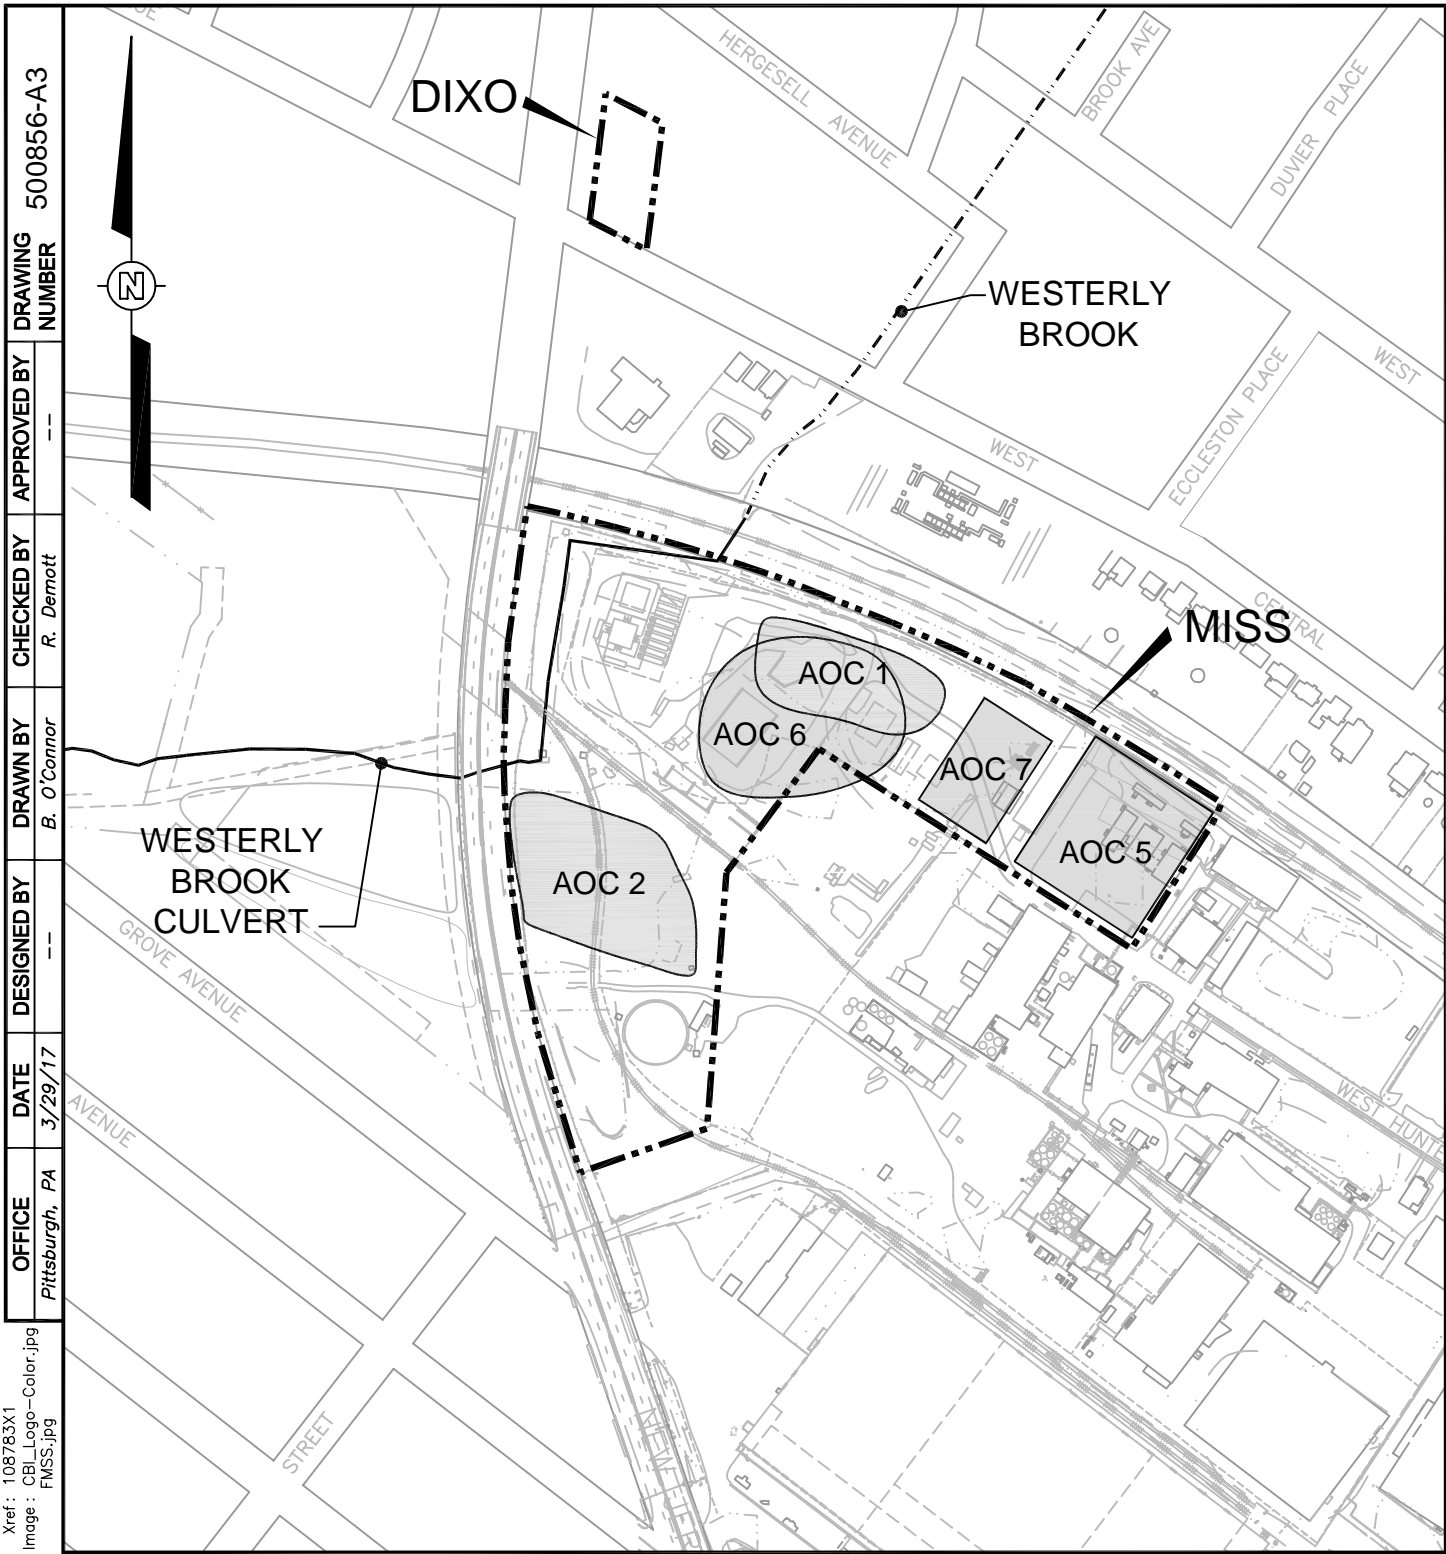 DRAWING
NUMBER
500856-A3
APPROVED BY
--
CHECKED BY
R. Demott
DRAWN BY
B. O'Connor
DESIGNED BY
--
DATE
3/29/17
OFFICE
Pittsburgh, PA
Xref: 108783X1
Image: CBI_Logo-Color.jpg
FMSS.jpg
N
DIXO
HERGESELL
AVENUE
BROOK AVE
DUVIER PLACE
WESTERLY
BROOK
WEST
ECCLESTON PLACE
WEST
CENTRAL
MISS
AOC 1
AOC 6
AOC 7
AOC 5
AOC 2
WESTERLY
BROOK
CULVERT
GROVE AVENUE
AVENUE
WEST
STREET
NEW